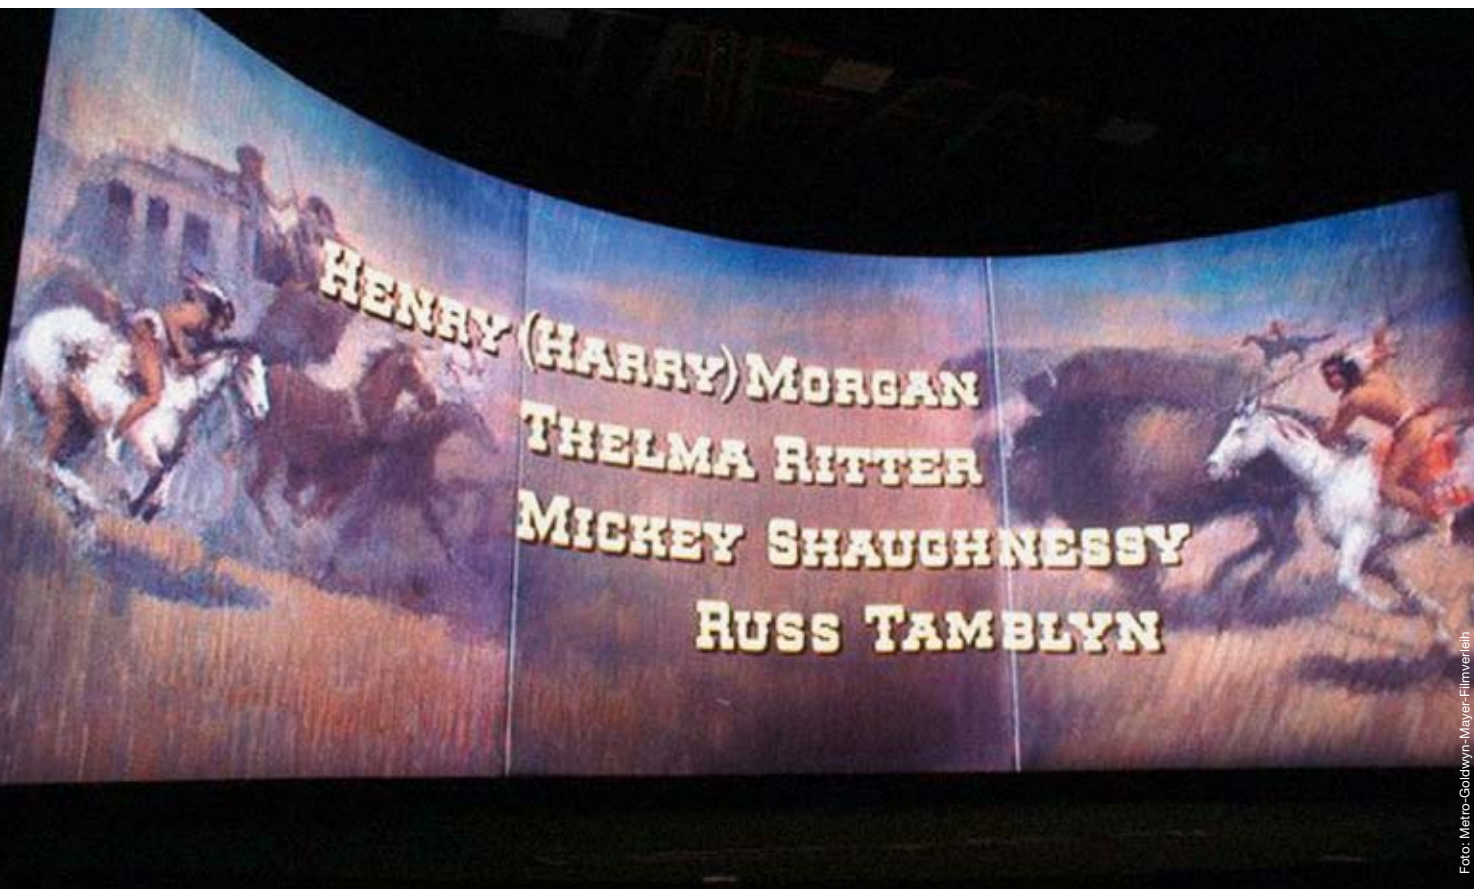 Henry (Harry) Morgan
Thelma Ritter
Mickey Shaughnessy
Russ Tamblyn
Foto: Metro-Goldwyn-Mayer-Filmverleih